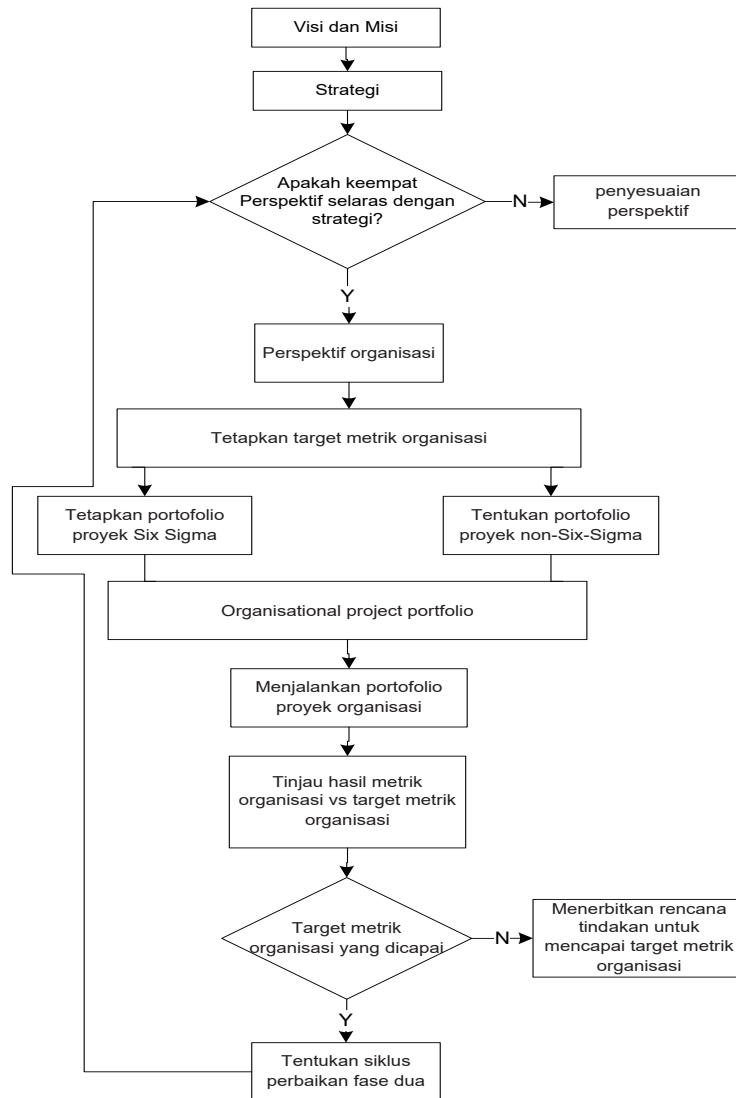 Visi dan Misi
Strategi
Apakah keempat
Perspektif selaras dengan
strategi?
N
penyesuaian
perspektif
Y
Perspektif organisasi
Tetapkan target metrik organisasi
Tetapkan portofolio
proyek Six Sigma
Tentukan portofolio
proyek non-Six-Sigma
Organisational project portfolio
Menjalankan portofolio
proyek organisasi
Tinjau hasil metrik
organisasi vs target metrik
organisasi
Target metrik
organisasi yang dicapai
N
Menerbitkan rencana
tindakan untuk
mencapai target metrik
organisasi
Y
Tentukan siklus
perbaikan fase dua